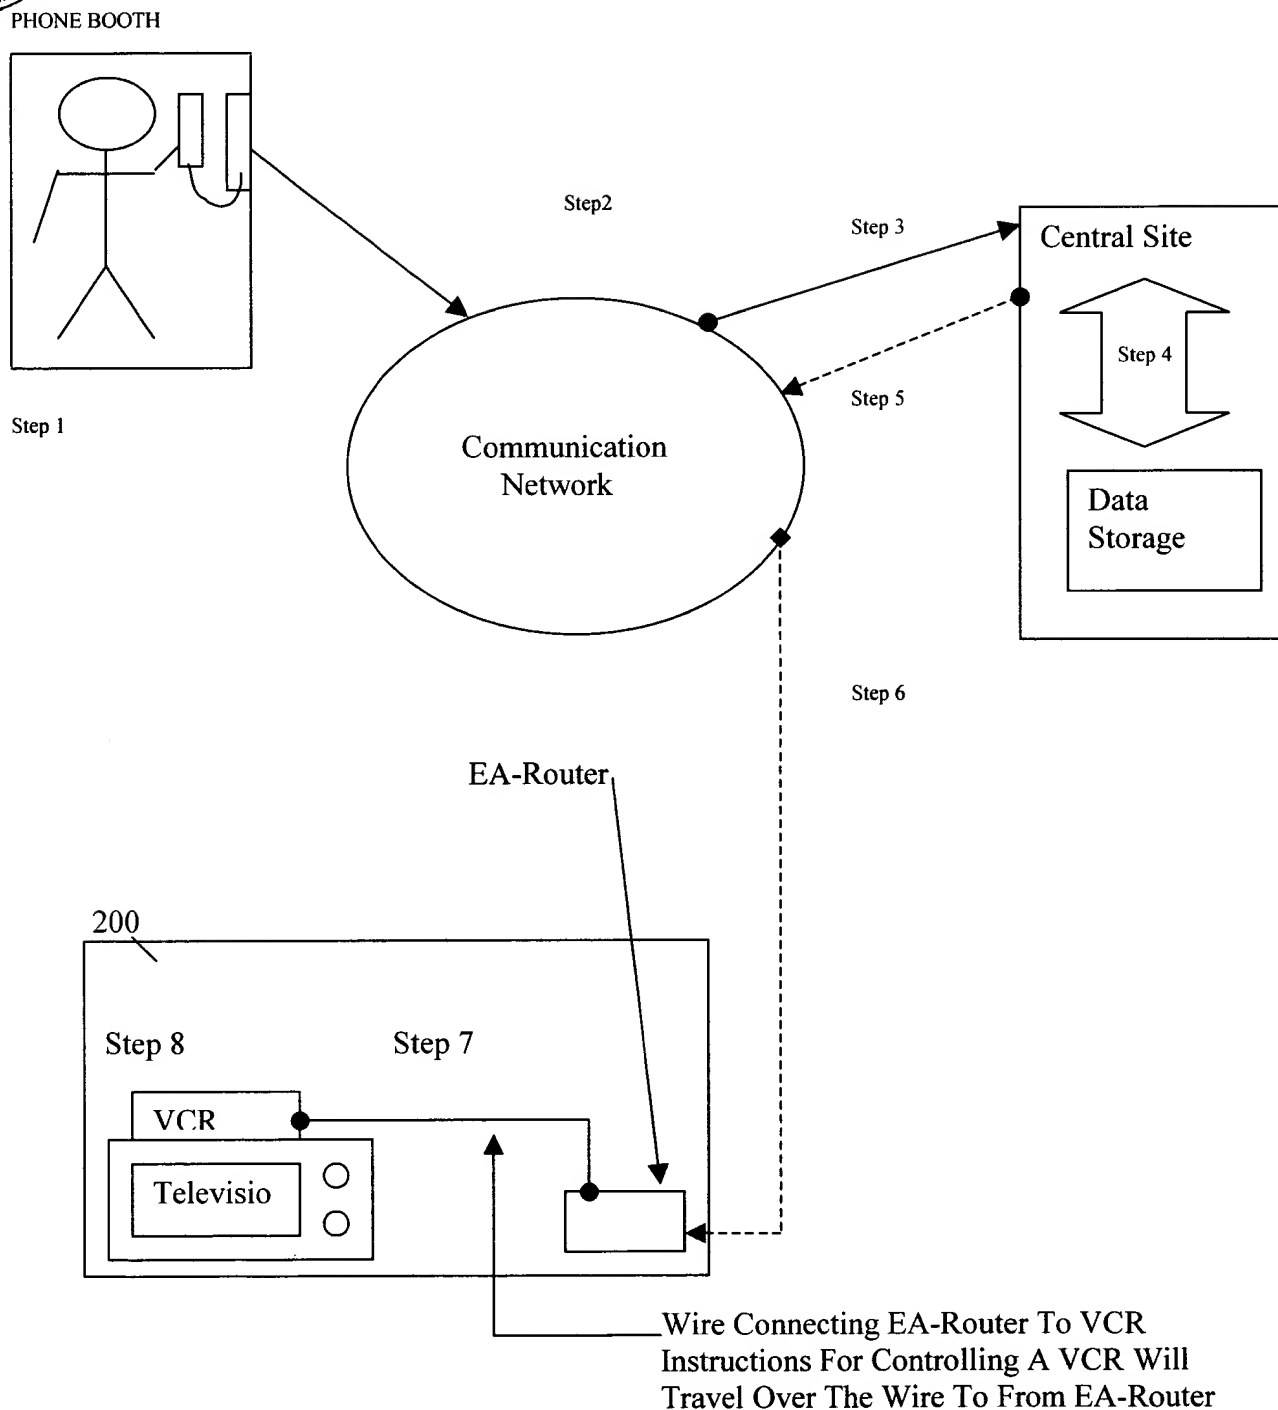 PHONE BOOTH
Step2
Step 3
Central Site
Step 4
Step 5
Step 1
Communication
Network
Data
Storage
Step 6
EA-Router
200
Step 8
Step 7
VCR
Televisio
Wire Connecting EA-Router To VCR
Instructions For Controlling A VCR Will
Travel Over The Wire To From EA-Router